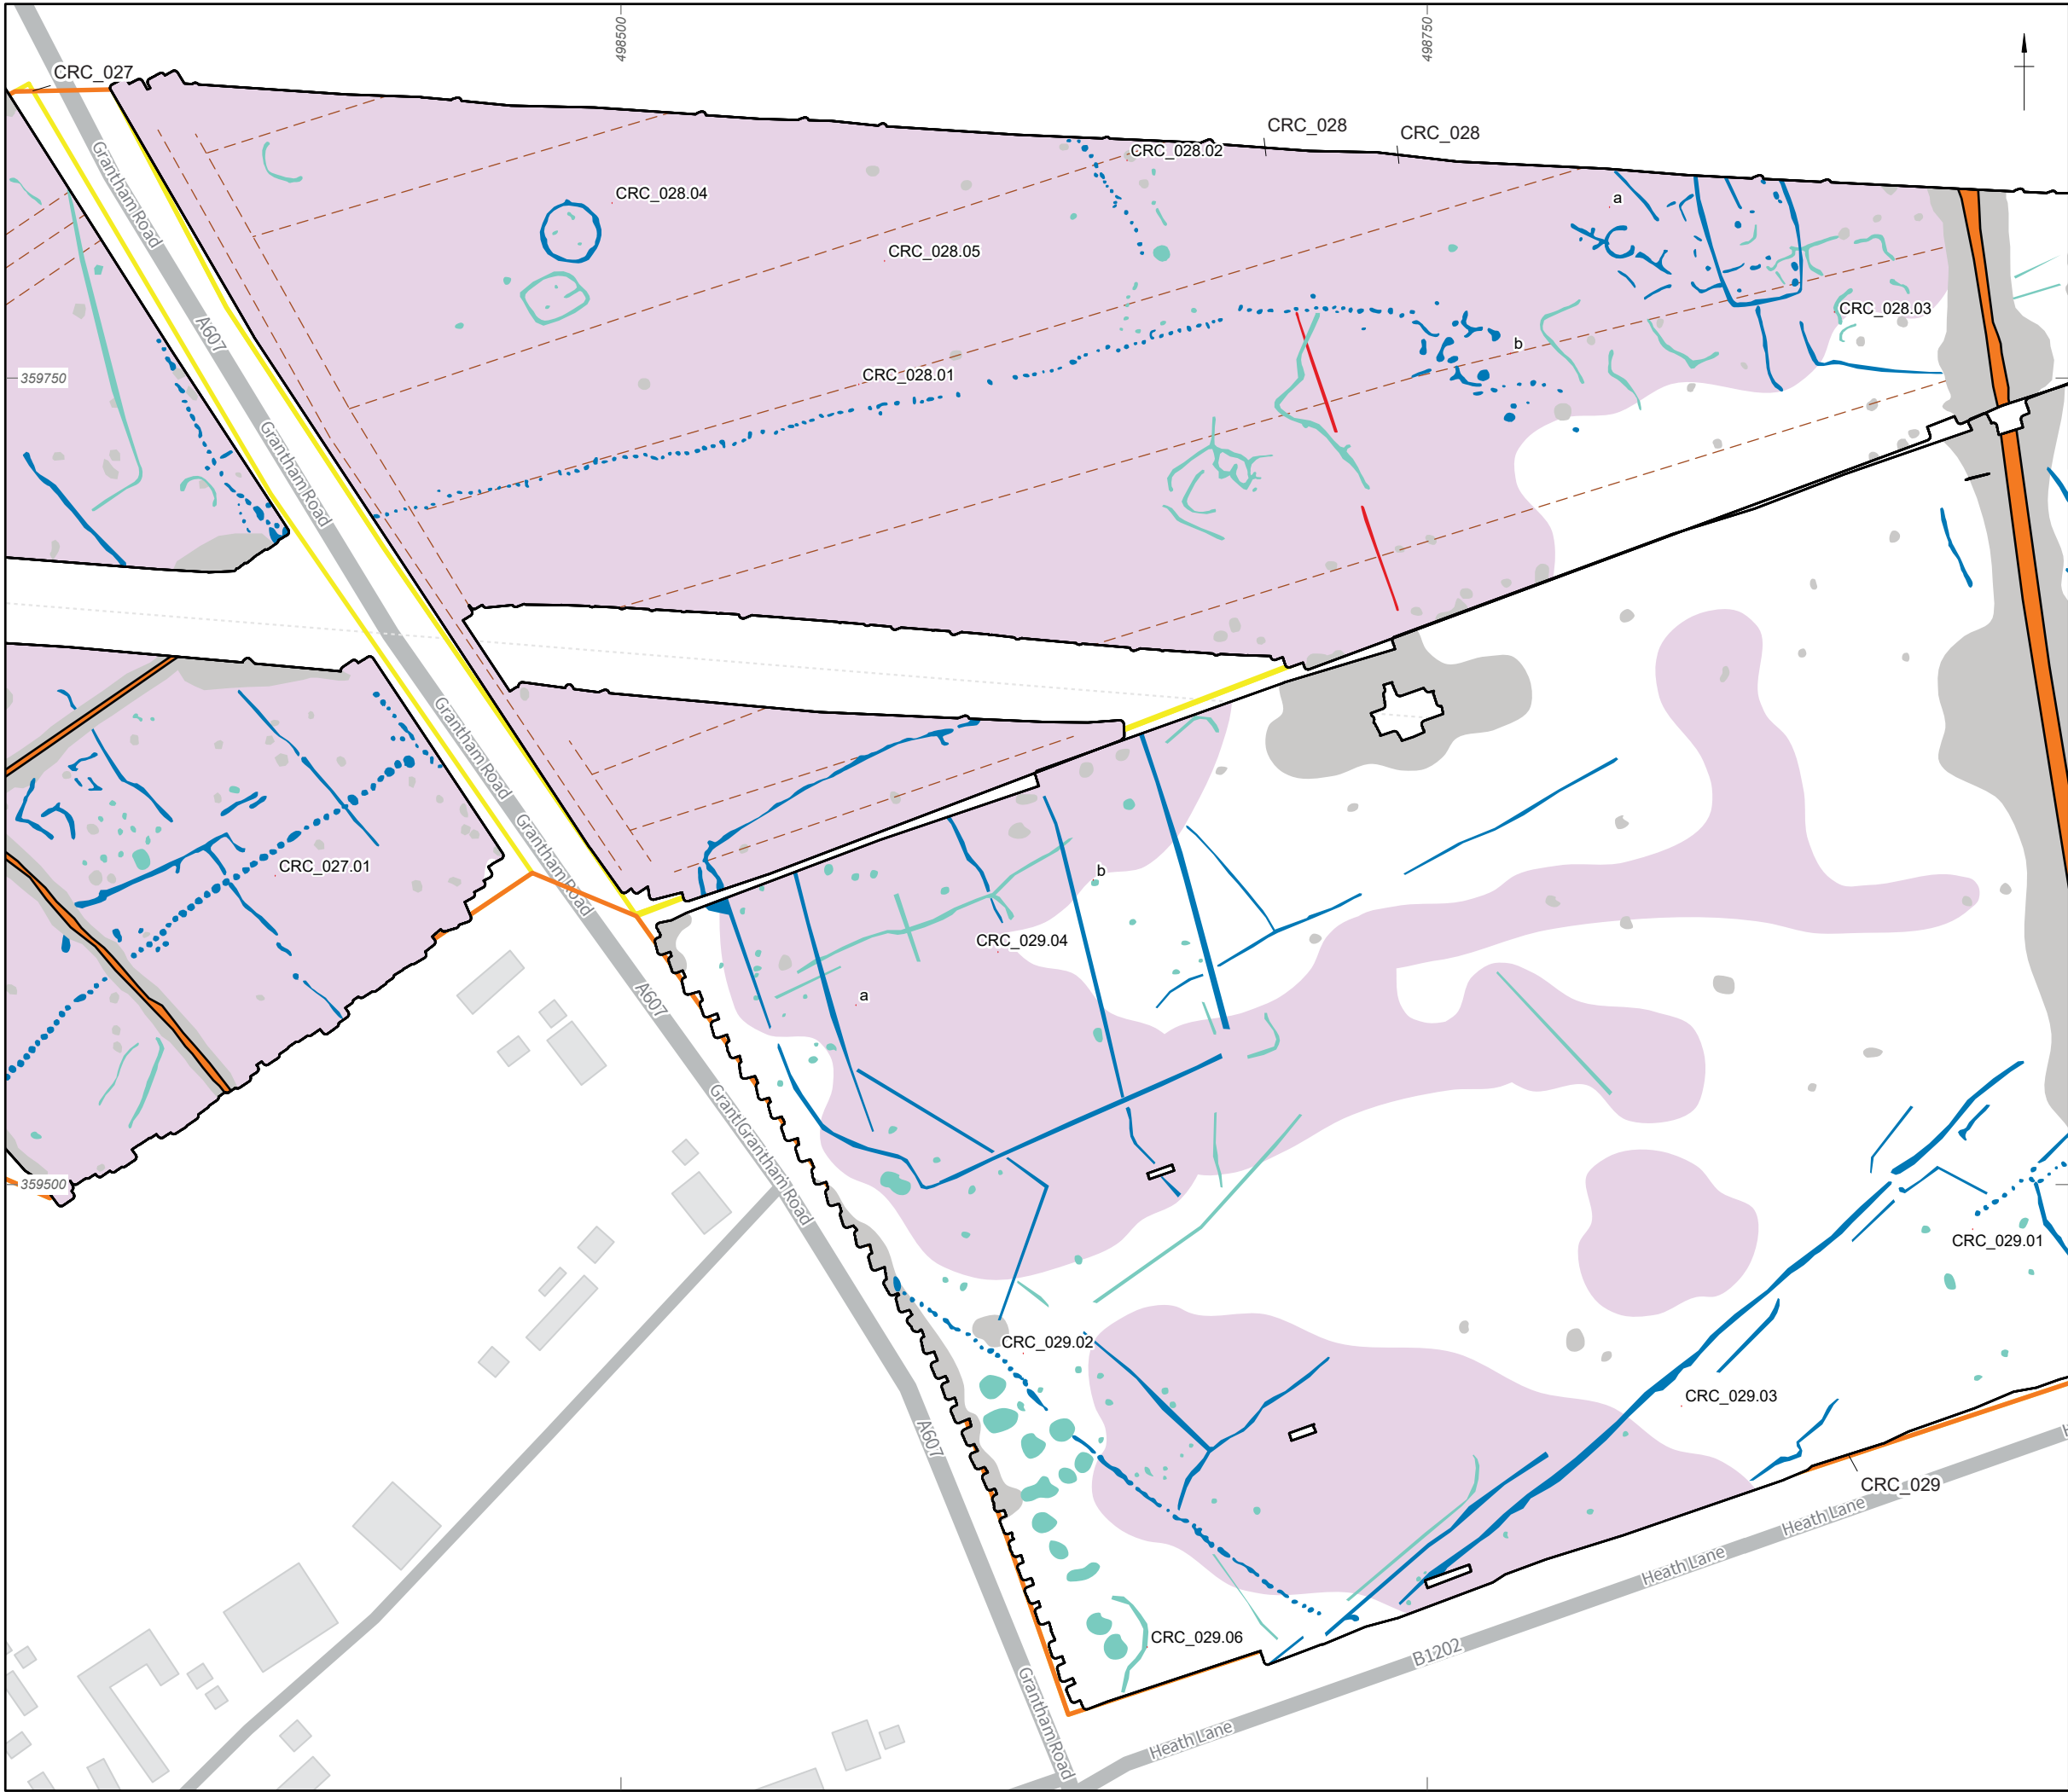 498500
498750
CRC_027
CRC_028
CRC_028
CRC_028.02
Grantham Road
CRC_028.04
a
CRC_028.05
CRC_028.03
A607
b
359750
CRC_028.01
Grantham Road
Grantham Road
Grantham Road
CRC_027.01
b
CRC_029.04
A607
a
Grantham Road
359500
CRC_029.01
CRC_029.02
CRC_029.03
A607
CRC_029
Heath Lane
H
Heath Lane
CRC_029.06
B1202
Grantham Road
Heath Lane